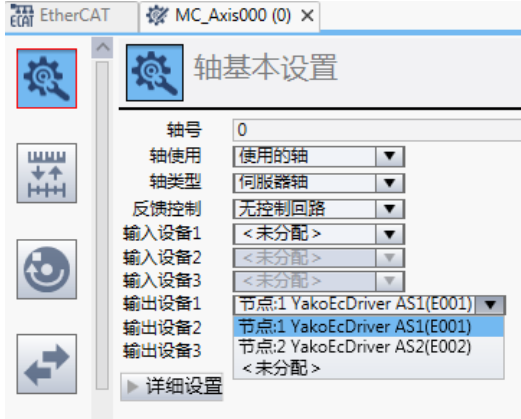 ECAT EtherCAT MC_Axis000 (0) ×
轴基本设置
轴号 0
轴使用 使用的轴
轴类型 伺服器轴
反馈控制 无控制回路
输入设备1 <未分配>
输入设备2 <未分配>
输入设备3 <未分配>
输出设备1 节点:1 YakoEcDriver AS1(E001)
输出设备2 节点:1 YakoEcDriver AS1(E001)
输出设备3 节点:2 YakoEcDriver AS2(E002)
<未分配>
详细设置